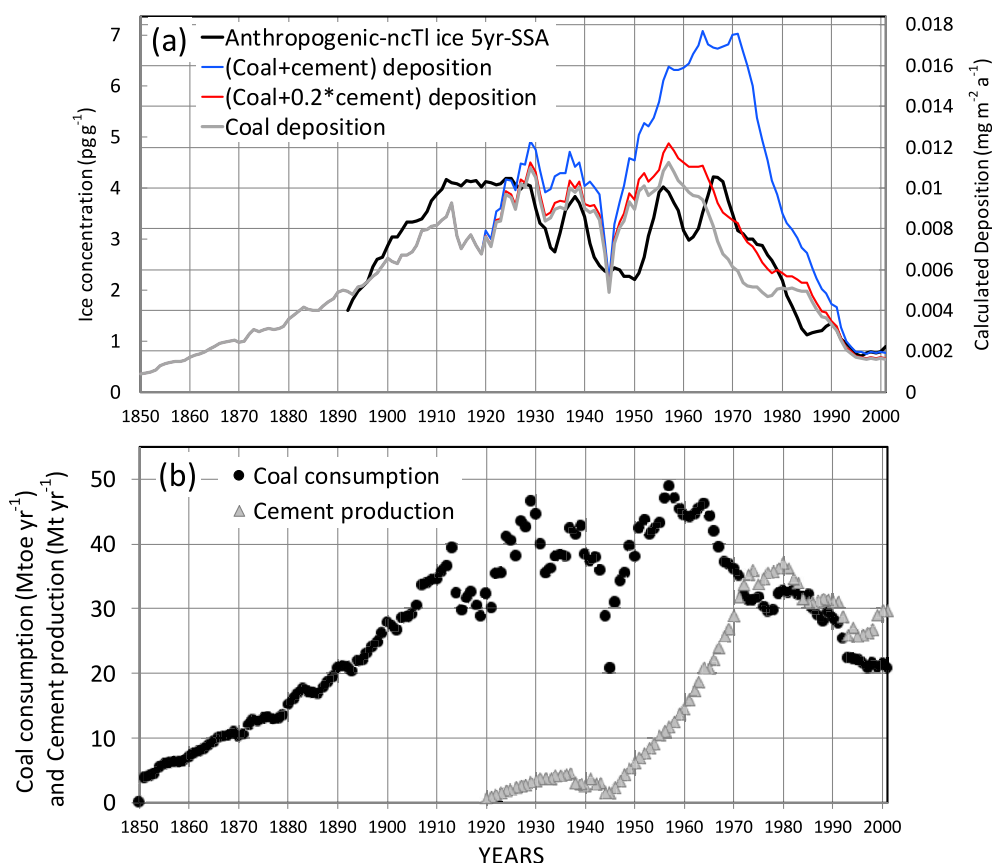 (a)
Anthropogenic-ncTl ice 5yr-SSA
(Coal+cement) deposition
(Coal+0.2*cement) deposition
Coal deposition
Ice concentration (pg g⁻¹)
7
6
5
4
3
2
1
0
Calculated Deposition (mg m⁻² a⁻¹)
0.018
0.016
0.014
0.012
0.010
0.008
0.006
0.004
0.002
0
1850 1860 1870 1880 1890 1900 1910 1920 1930 1940 1950 1960 1970 1980 1990 2000
(b)
Coal consumption
Cement production
Coal consumption (Mtoe yr⁻¹)
and Cement production (Mt yr⁻¹)
50
40
30
20
10
0
1850 1860 1870 1880 1890 1900 1910 1920 1930 1940 1950 1960 1970 1980 1990 2000
YEARS